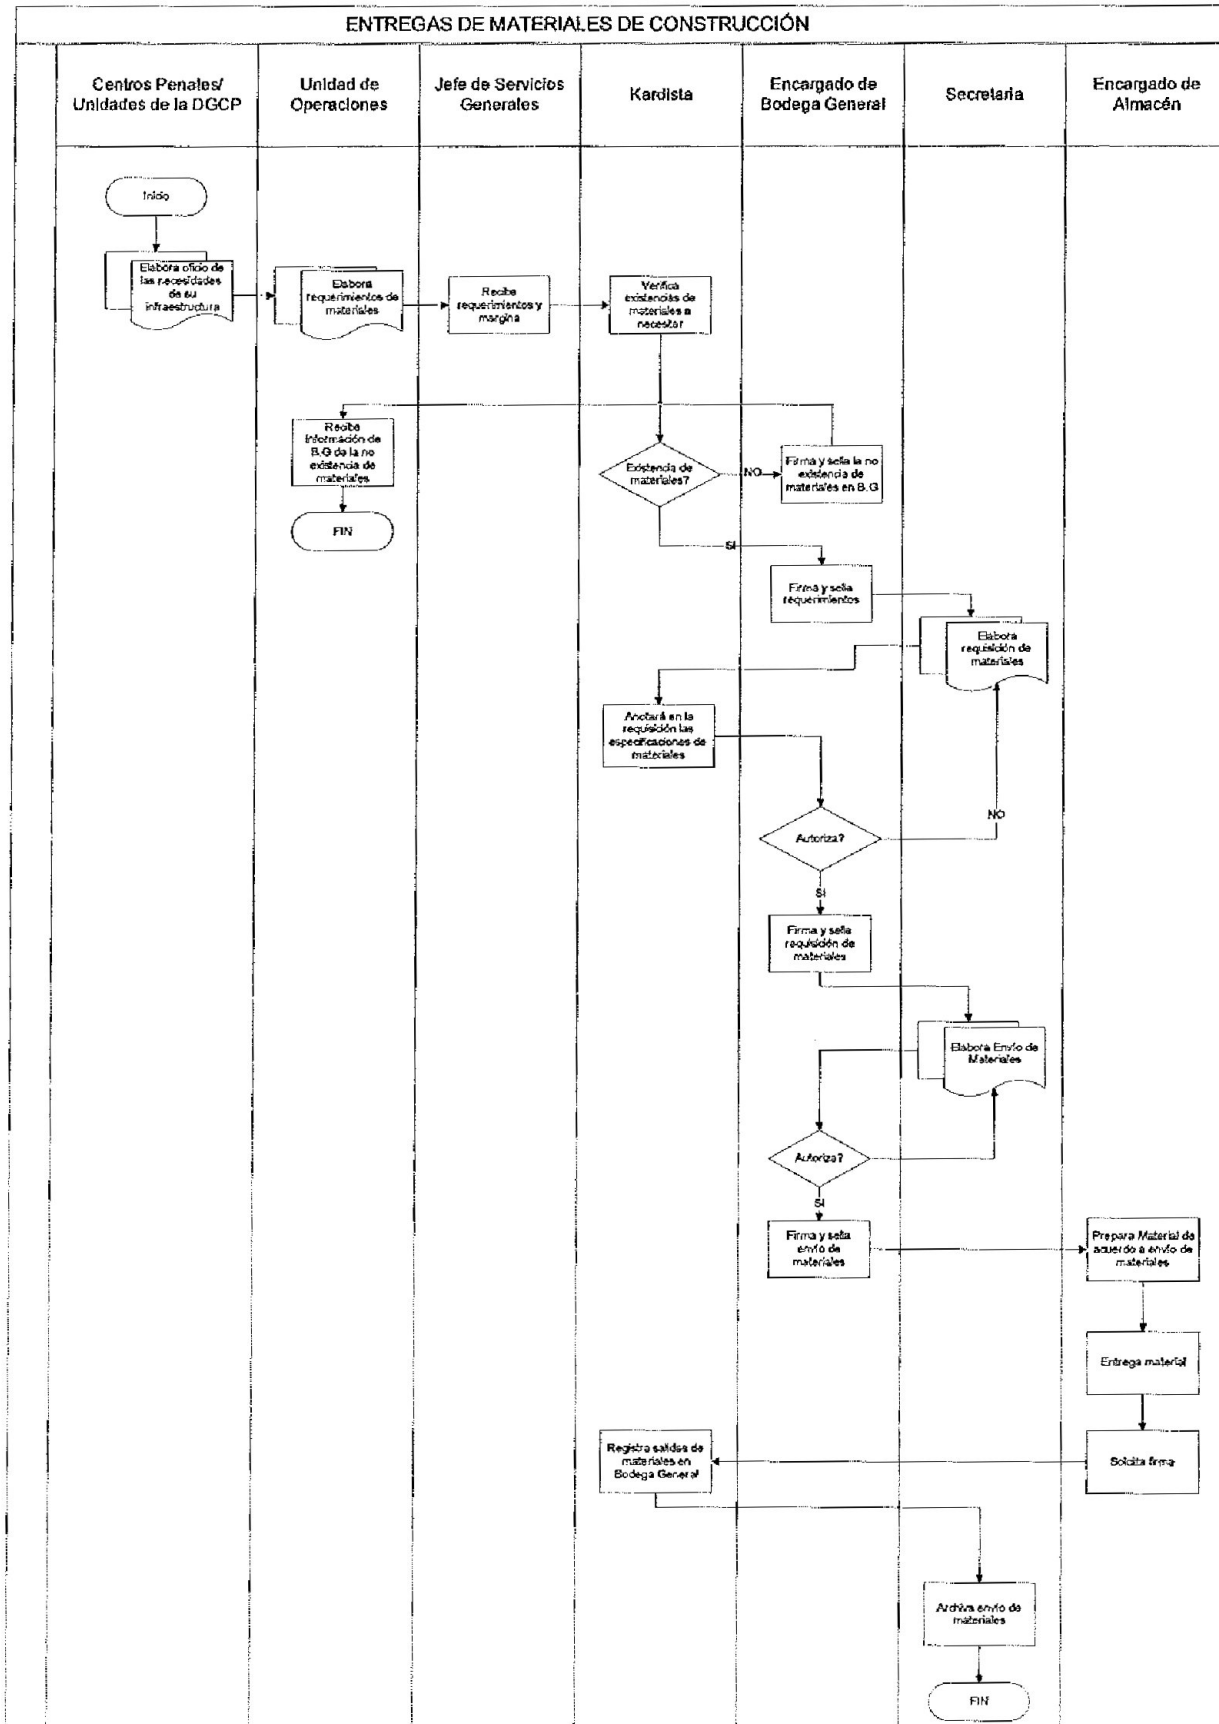 ENTREGAS DE MATERIALES DE CONSTRUCCIÓN
Centros Penales/
Unidades de la DGCP
Unidad de
Operaciones
Jefe de Servicios
Generales
Kardista
Encargado de
Bodega General
Secretaria
Encargado de
Almacén
Inicio
Elabora oficio de
las necesidades
de su
infraestructura
Elabora
requerimientos de
materiales
Recibe
requerimientos y
margina
Verifica
existencias de
materiales a
necesitar
Recibe
información de
B.G de la no
existencia de
materiales
Existencia de
materiales?
NO
Firma y sella la no
existencia de
materiales en B.G
FIN
SI
Firma y sella
requerimientos
Elabora
requisición de
materiales
Anotará en la
requisición las
especificaciones de
materiales
Autoriza?
NO
SI
Firma y sella
requisición de
materiales
Elabora Envío de
Materiales
Autoriza?
SI
Firma y sella
envío de
materiales
Prepara Material de
acuerdo a envío de
materiales
Entrega material
Registra salidas de
materiales en
Bodega General
Solicita firma
Archiva envío de
materiales
FIN